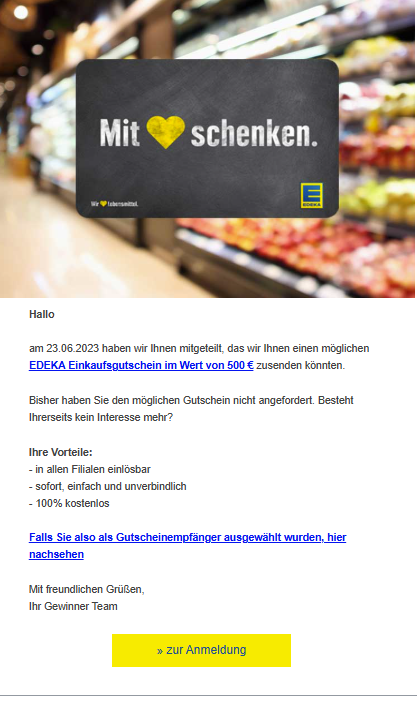 Mit schenken.
Wir lebensmittel.
EDEKA
Hallo
am 23.06.2023 haben wir Ihnen mitgeteilt, das wir Ihnen einen möglichen
EDEKA Einkaufsgutschein im Wert von 500 € zusenden könnten.
Bisher haben Sie den möglichen Gutschein nicht angefordert. Besteht
Ihrerseits kein Interesse mehr?
Ihre Vorteile:
- in allen Filialen einlösbar
- sofort, einfach und unverbindlich
- 100% kostenlos
Falls Sie also als Gutscheinempfänger ausgewählt wurden, hier
nachsehen
Mit freundlichen Grüßen,
Ihr Gewinner Team
» zur Anmeldung